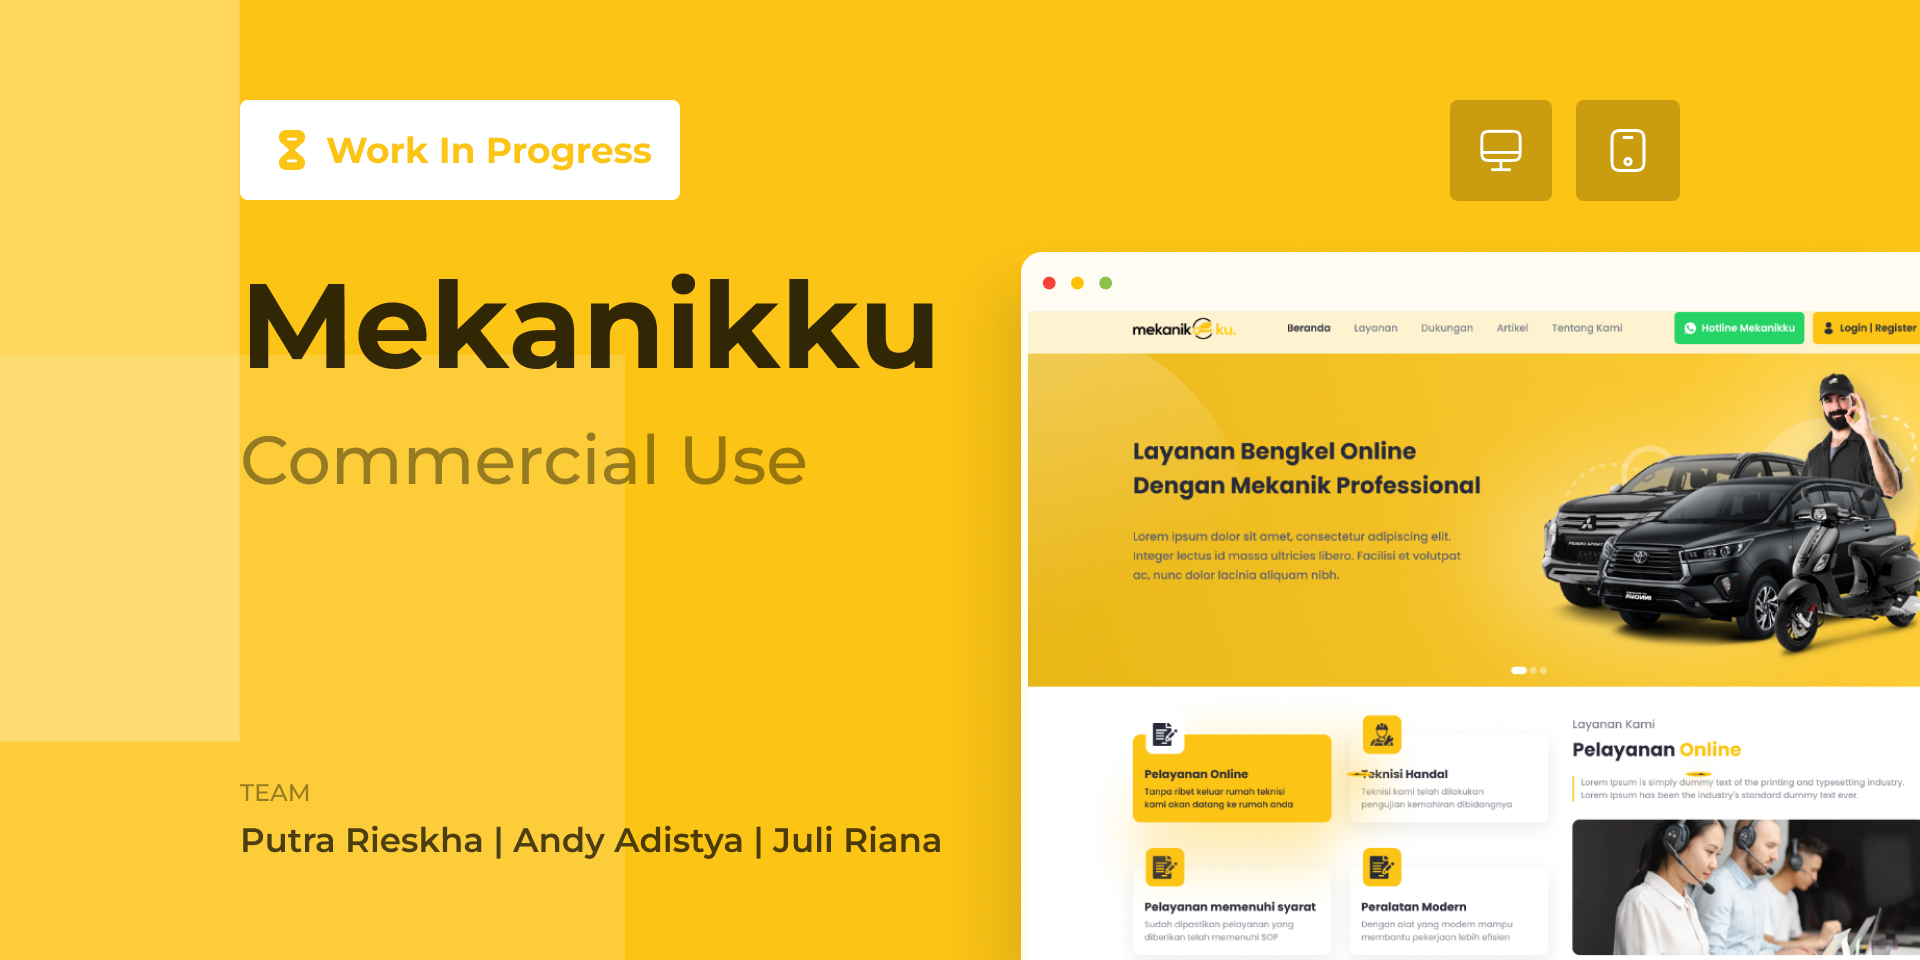 Work In Progress
Mekanikku
Commercial Use
TEAM
Putra Rieskha | Andy Adistya | Juli Riana
mekanik ku.
Beranda
Layanan
Dukungan
Artikel
Tentang Kami
Hotline Mekanikku
Login | Register
Layanan Bengkel Online
Dengan Mekanik Professional
Lorem ipsum dolor sit amet, consectetur adipiscing elit.
Integer lectus id massa ultricies libero. Facilisi et volutpat
ac, nunc dolor lacinia aliquam nibh.
Pelayanan Online
Tanpa ribet keluar rumah teknisi
kami akan datang ke rumah anda
Teknisi Handal
Teknisi kami telah dilakukan
pengujian kemahiran dibidangnya
Pelayanan memenuhi syarat
Sudah dipastikan pelayanan yang
diberikan telah memenuhi SOP
Peralatan Modern
Dengan alat yang modern mampu
membantu pekerjaan lebih efisien
Layanan Kami
Pelayanan Online
Lorem Ipsum is simply dummy text of the printing and typesetting industry.
Lorem Ipsum has been the industry's standard dummy text ever.